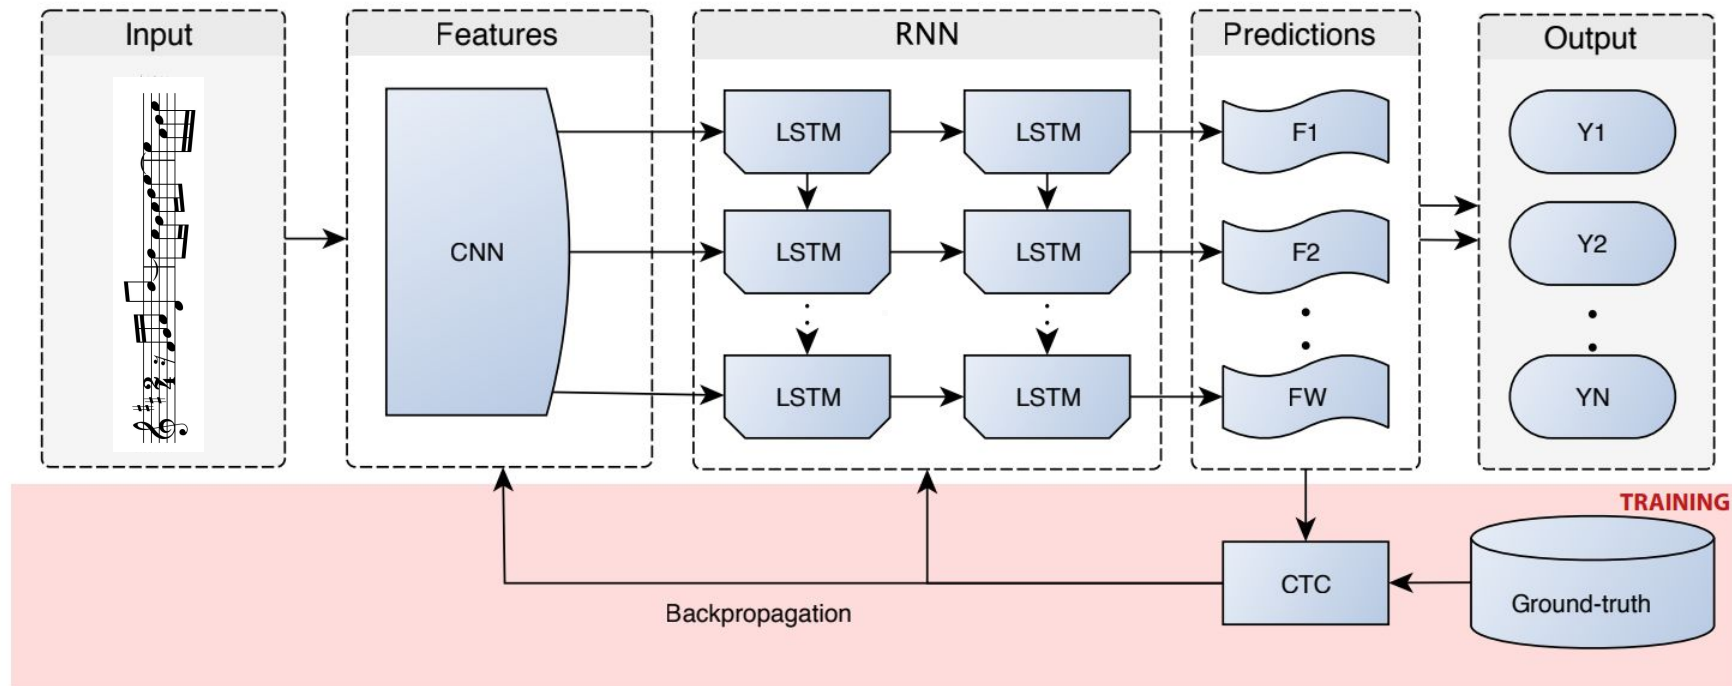 Input
Features
RNN
Predictions
Output
CNN
LSTM
LSTM
F1
Y1
LSTM
LSTM
F2
Y2
LSTM
LSTM
FW
YN
TRAINING
CTC
Ground-truth
Backpropagation